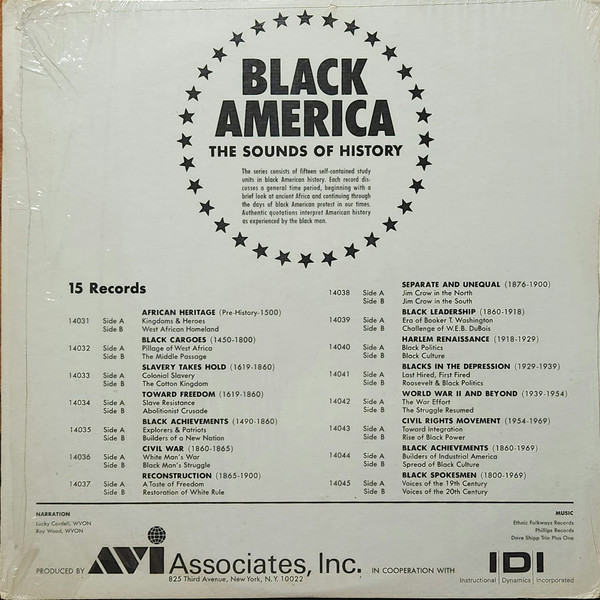 BLACK
AMERICA
THE SOUNDS OF HISTORY
The series consists of fifteen self-contained study
units in black American history. Each record dis-
cusses a general time period, beginning with a
brief look at ancient Africa and continuing through
the days of black American protest in our times.
Authentic quotations interpret American history
as experienced by the black man.
15 Records
AFRICAN HERITAGE (Pre-History-1500)
14031 Side A Kingdoms & Heroes
Side B West African Homeland
BLACK CARGOES (1450-1800)
14032 Side A Pillage of West Africa
Side B The Middle Passage
SLAVERY TAKES HOLD (1619-1860)
14033 Side A Colonial Slavery
Side B The Cotton Kingdom
TOWARD FREEDOM (1619-1860)
14034 Side A Slave Resistance
Side B Abolitionist Crusade
BLACK ACHIEVEMENTS (1490-1860)
14035 Side A Explorers & Patriots
Side B Builders of a New Nation
CIVIL WAR (1860-1865)
14036 Side A White Man's War
Side B Black Man's Struggle
RECONSTRUCTION (1865-1900)
14037 Side A A Taste of Freedom
Side B Restoration of White Rule
SEPARATE AND UNEQUAL (1876-1900)
14038 Side A Jim Crow in the North
Side B Jim Crow in the South
BLACK LEADERSHIP (1860-1918)
14039 Side A Era of Booker T. Washington
Side B Challenge of W.E.B. DuBois
HARLEM RENAISSANCE (1918-1929)
14040 Side A Black Politics
Side B Black Culture
BLACKS IN THE DEPRESSION (1929-1939)
14041 Side A Last Hired, First Fired
Side B Roosevelt & Black Politics
WORLD WAR II AND BEYOND (1939-1954)
14042 Side A The War Effort
Side B The Struggle Resumed
CIVIL RIGHTS MOVEMENT (1954-1969)
14043 Side A Toward Integration
Side B Rise of Black Power
BLACK ACHIEVEMENTS (1860-1969)
14044 Side A Builders of Industrial America
Side B Spread of Black Culture
BLACK SPOKESMEN (1800-1969)
14045 Side A Voices of the 19th Century
Side B Voices of the 20th Century
NARRATION
Lucky Cordell, WVON
Roy Wood, WVON
MUSIC
Ethnic Folkways Records
Phillips Records
Dave Shipp Trio Plus One
PRODUCED BY AVI Associates, Inc. IN COOPERATION WITH IDI
825 Third Avenue, New York, N.Y. 10022
Instructional Dynamics Incorporated